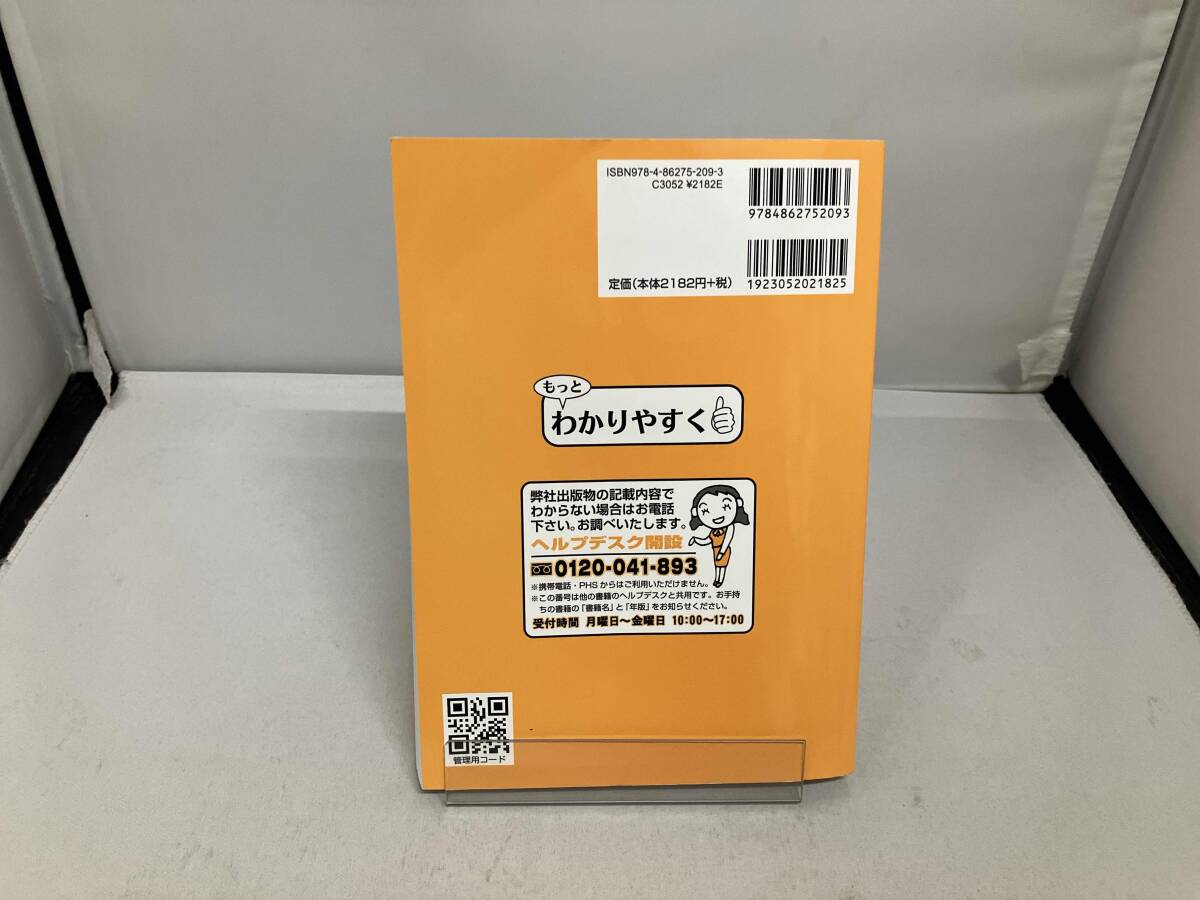 ISBN978-4-86275-209-3
C3052 ¥2182E
9784862752093
定価(本体2182円+税)
1923052021825
もっと
わかりやすく
弊社出版物の記載内容で
わからない場合はお電話
下さい。お調べいたします。
ヘルプデスク開設
0120-041-893
※携帯電話・PHSからはご利用いただけません。
※この番号は他の書籍のヘルプデスクと共用です。お手持
ちの書籍の「書籍名」と「年版」をお知らせください。
受付時間 月曜日〜金曜日 10:00〜17:00
管理用コード